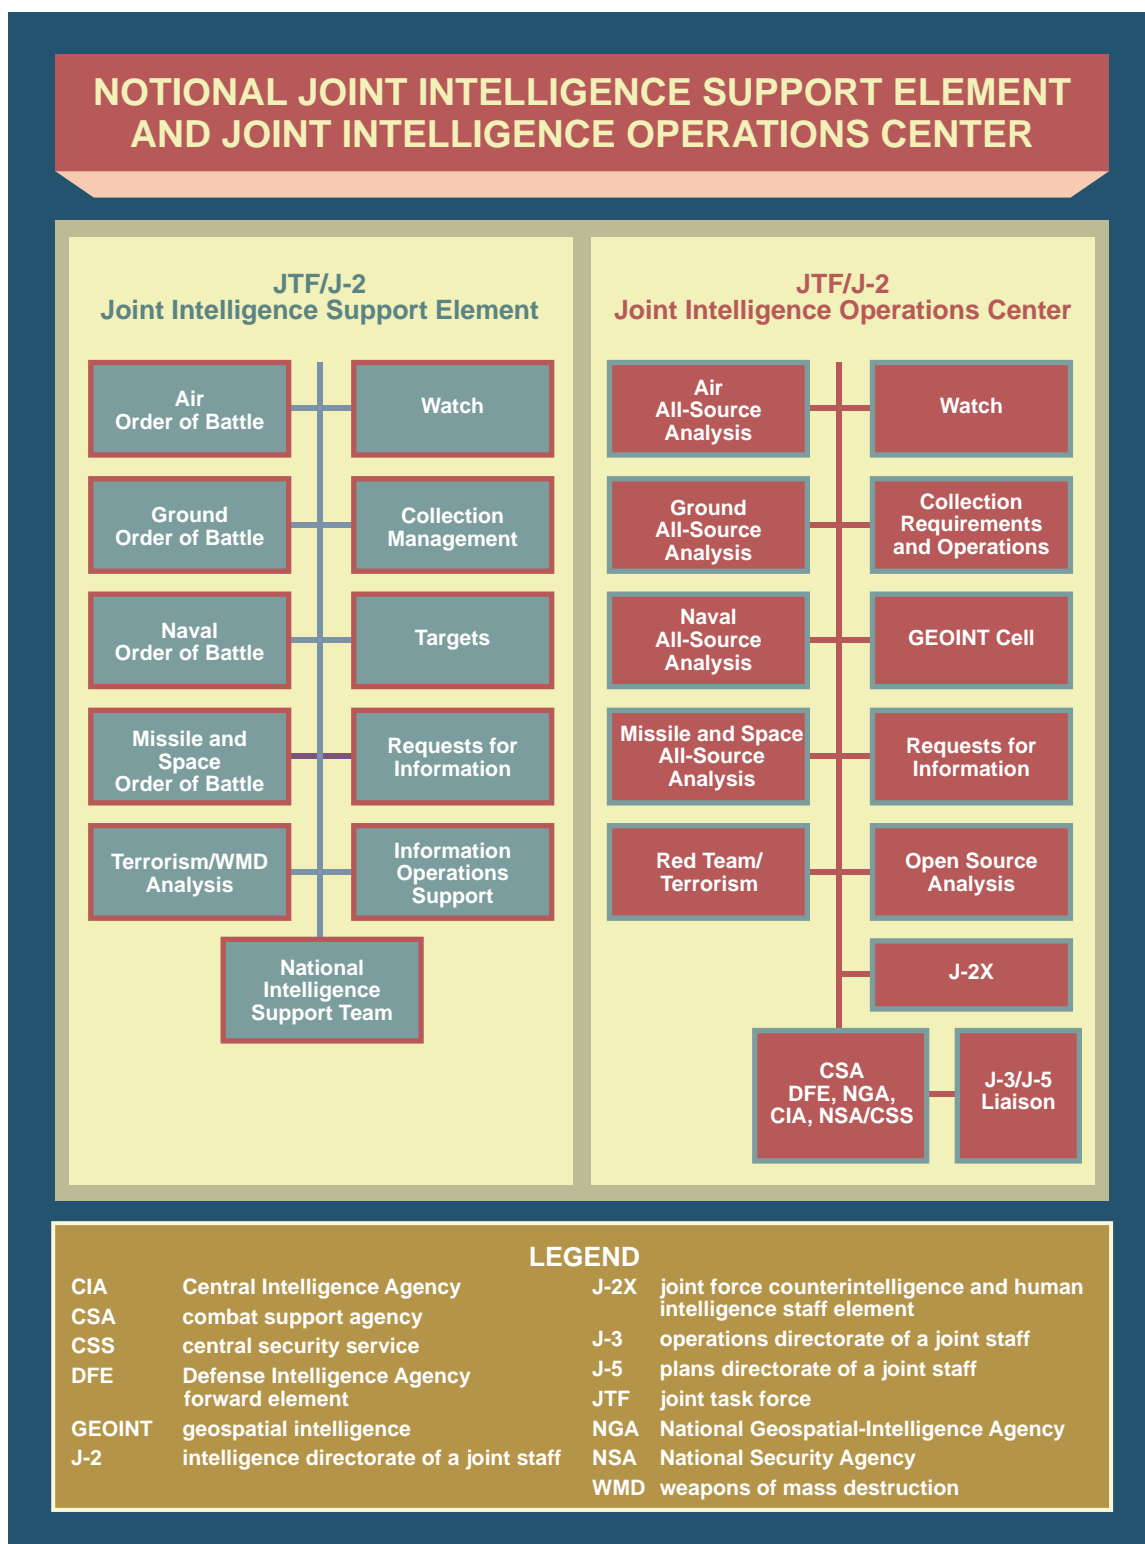 NOTIONAL JOINT INTELLIGENCE SUPPORT ELEMENT
AND JOINT INTELLIGENCE OPERATIONS CENTER
JTF/J-2
Joint Intelligence Support Element
Air
Order of Battle
Watch
Ground
Order of Battle
Collection
Management
Naval
Order of Battle
Targets
Missile and
Space
Order of Battle
Requests for
Information
Terrorism/WMD
Analysis
Information
Operations
Support
National
Intelligence
Support Team
JTF/J-2
Joint Intelligence Operations Center
Air
All-Source
Analysis
Watch
Ground
All-Source
Analysis
Collection
Requirements
and Operations
Naval
All-Source
Analysis
GEOINT Cell
Missile and Space
All-Source
Analysis
Requests for
Information
Red Team/
Terrorism
Open Source
Analysis
J-2X
CSA
DFE, NGA,
CIA, NSA/CSS
J-3/J-5
Liaison
LEGEND
CIA Central Intelligence Agency
CSA combat support agency
CSS central security service
DFE Defense Intelligence Agency
forward element
GEOINT geospatial intelligence
J-2 intelligence directorate of a joint staff
J-2X joint force counterintelligence and human
intelligence staff element
J-3 operations directorate of a joint staff
J-5 plans directorate of a joint staff
JTF joint task force
NGA National Geospatial-Intelligence Agency
NSA National Security Agency
WMD weapons of mass destruction